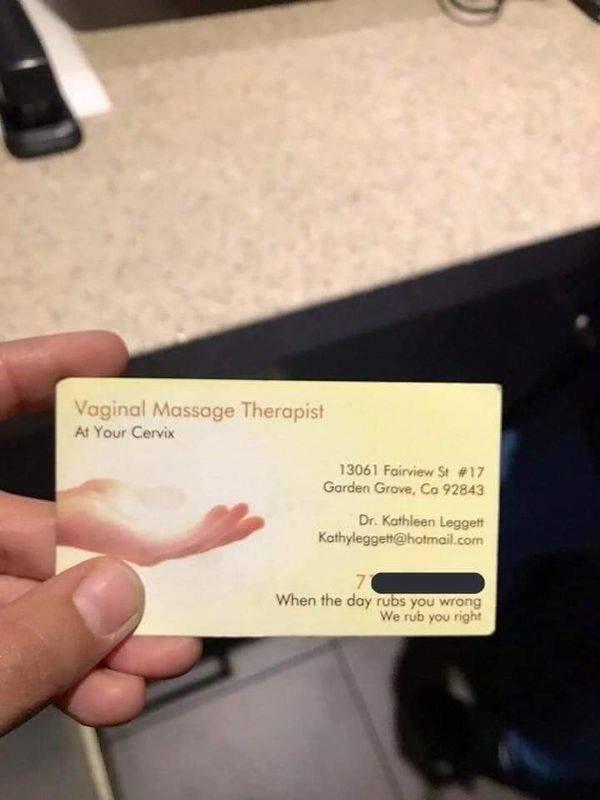 Vaginal Massage Therapist
At Your Cervix
13061 Fairview St #17
Garden Grove, Ca 92843
Dr. Kathleen Leggett
Kathyleggett@hotmail.com
7
When the day rubs you wrong
We rub you right